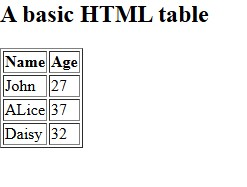 A basic HTML table
Name Age
John 27
ALice 37
Daisy 32